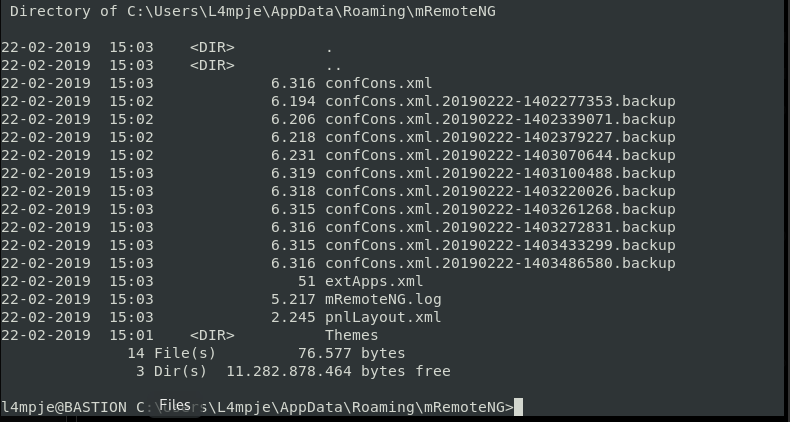 Directory of C:\Users\L4mpje\AppData\Roaming\mRemoteNG
22-02-2019  15:03    <DIR>          .
22-02-2019  15:03    <DIR>          ..
22-02-2019  15:03             6.316 confCons.xml
22-02-2019  15:02             6.194 confCons.xml.20190222-1402277353.backup
22-02-2019  15:02             6.206 confCons.xml.20190222-1402339071.backup
22-02-2019  15:02             6.218 confCons.xml.20190222-1402379227.backup
22-02-2019  15:02             6.231 confCons.xml.20190222-1403070644.backup
22-02-2019  15:03             6.319 confCons.xml.20190222-1403100488.backup
22-02-2019  15:03             6.318 confCons.xml.20190222-1403220026.backup
22-02-2019  15:03             6.315 confCons.xml.20190222-1403261268.backup
22-02-2019  15:03             6.316 confCons.xml.20190222-1403272831.backup
22-02-2019  15:03             6.315 confCons.xml.20190222-1403433299.backup
22-02-2019  15:03             6.316 confCons.xml.20190222-1403486580.backup
22-02-2019  15:03                51 extApps.xml
22-02-2019  15:03             5.217 mRemoteNG.log
22-02-2019  15:03             2.245 pnlLayout.xml
22-02-2019  15:01    <DIR>          Themes
              14 File(s)         76.577 bytes
               3 Dir(s)  11.282.878.464 bytes free
l4mpje@BASTION C:\Users\L4mpje\AppData\Roaming\mRemoteNG>
Files